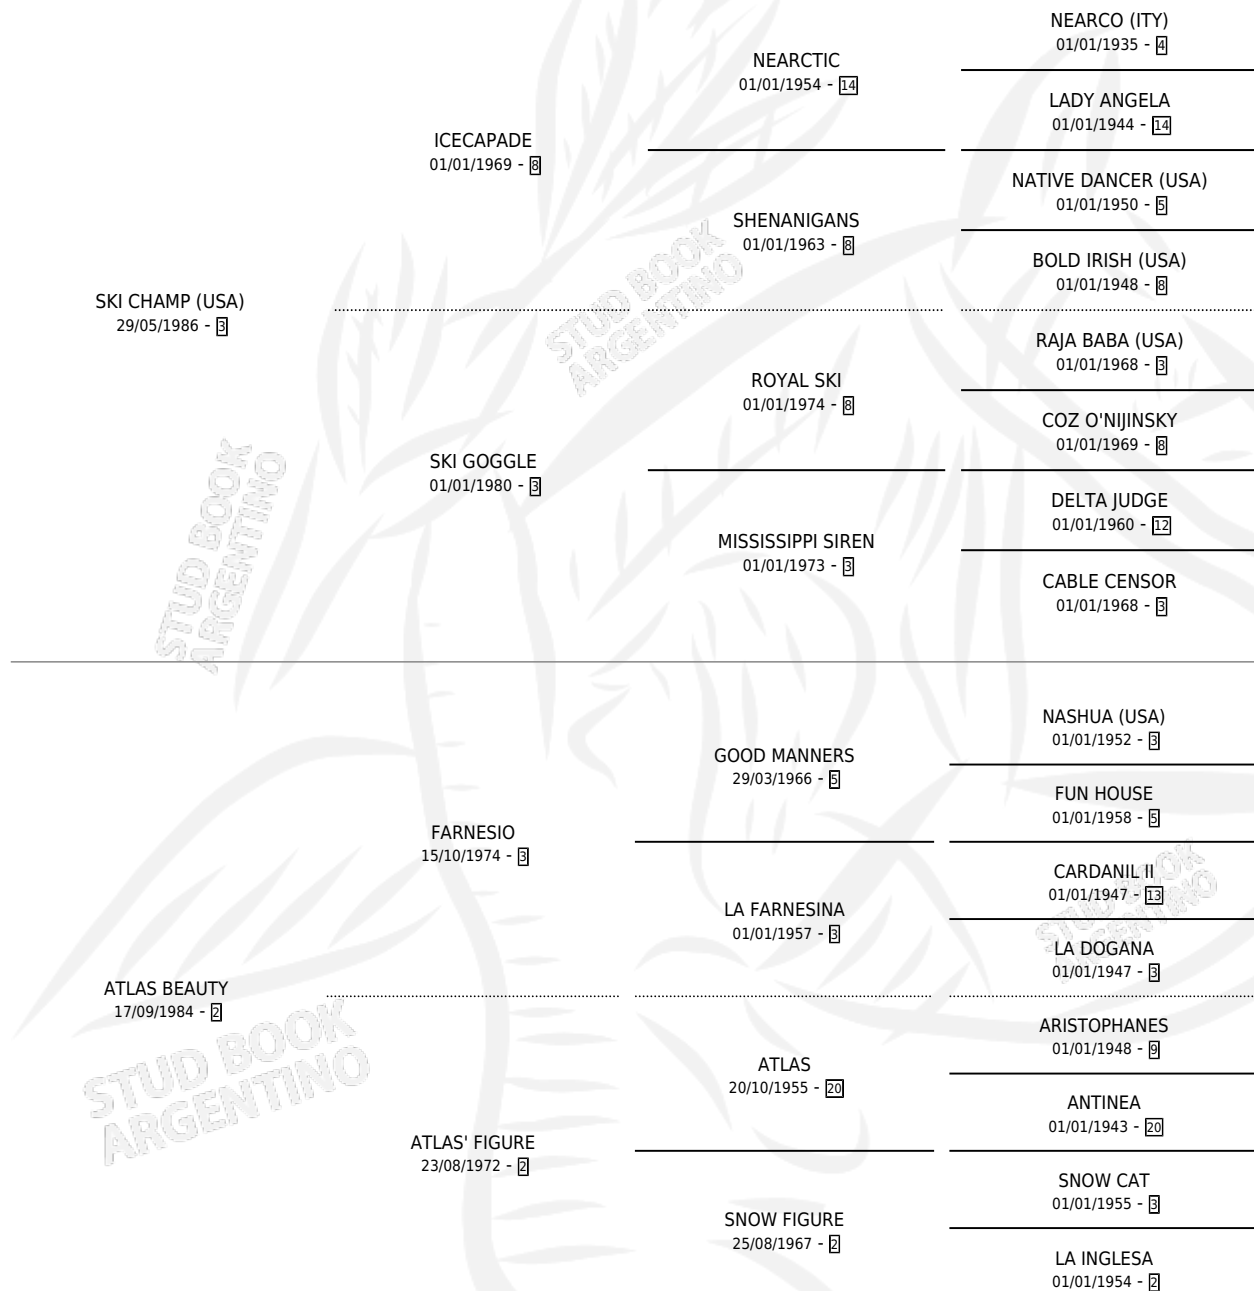 NEARCO (ITY)
01/01/1935 - 4
NEARCTIC
01/01/1954 - 14
LADY ANGELA
01/01/1944 - 14
ICECAPADE
01/01/1969 - 8
NATIVE DANCER (USA)
01/01/1950 - 5
SHENANIGANS
01/01/1963 - 8
BOLD IRISH (USA)
01/01/1948 - 8
SKI CHAMP (USA)
29/05/1986 - 3
STUD BOOK
ARGENTINO
RAJA BABA (USA)
01/01/1968 - 3
ROYAL SKI
01/01/1974 - 8
COZ O'NIJINSKY
01/01/1969 - 8
SKI GOGGLE
01/01/1980 - 3
DELTA JUDGE
01/01/1960 - 12
MISSISSIPPI SIREN
01/01/1973 - 3
CABLE CENSOR
01/01/1968 - 3
STUD BOOK
ARGENTINO
NASHUA (USA)
01/01/1952 - 3
GOOD MANNERS
29/03/1966 - 5
FUN HOUSE
01/01/1958 - 5
FARNESIO
15/10/1974 - 3
CARDANIL II
01/01/1947 - 13
LA FARNESINA
01/01/1957 - 3
STUD BOOK
ARGENTINO
LA DOGANA
01/01/1947 - 3
ATLAS BEAUTY
17/09/1984 - 2
STUD BOOK
ARGENTINO
ARISTOPHANES
01/01/1948 - 9
ATLAS
20/10/1955 - 20
ANTINEA
01/01/1943 - 20
ATLAS' FIGURE
23/08/1972 - 2
SNOW CAT
01/01/1955 - 3
SNOW FIGURE
25/08/1967 - 2
LA INGLESA
01/01/1954 - 2